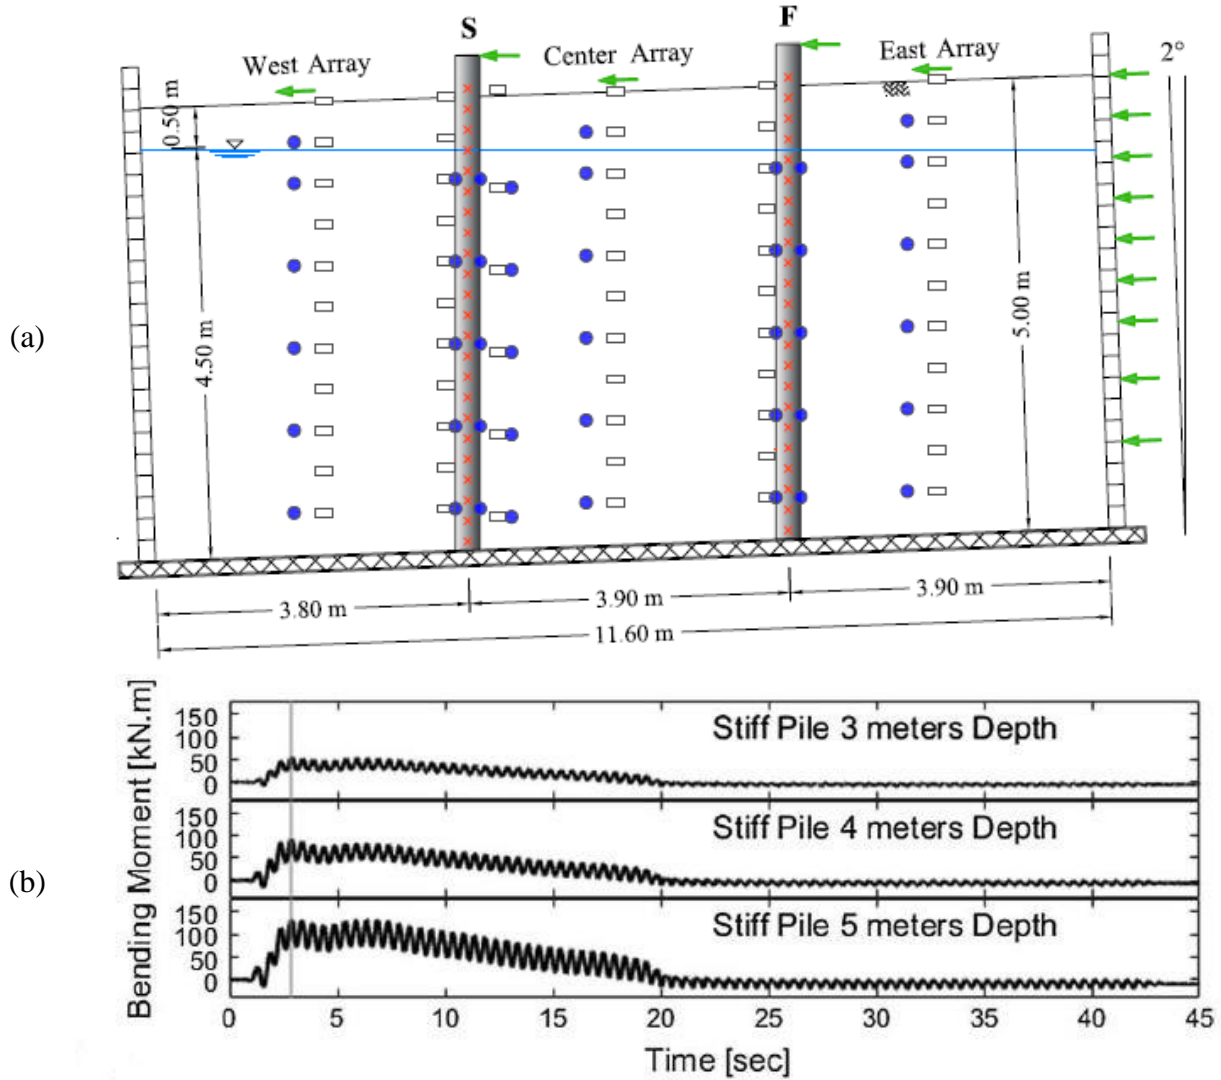 S
F
West Array
Center Array
East Array
2°
0.50 m
4.50 m
5.00 m
(a)
3.80 m
3.90 m
3.90 m
11.60 m
(b)
Bending Moment [kN.m]
150
100
50
0
Stiff Pile 3 meters Depth
150
100
50
0
Stiff Pile 4 meters Depth
150
100
50
0
Stiff Pile 5 meters Depth
0 5 10 15 20 25 30 35 40 45
Time [sec]